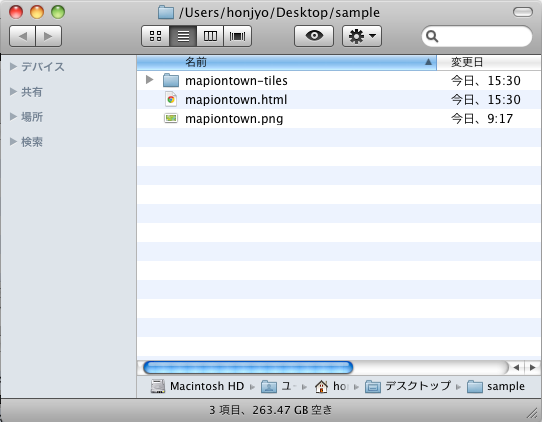 /Users/honjyo/Desktop/sample
名前 変更日
デバイス
共有
場所
検索
mapiontown-tiles 今日、15:30
mapiontown.html 今日、15:30
mapiontown.png 今日、9:17
Macintosh HD ユー hon デスクトップ sample
3 項目、263.47 GB 空き